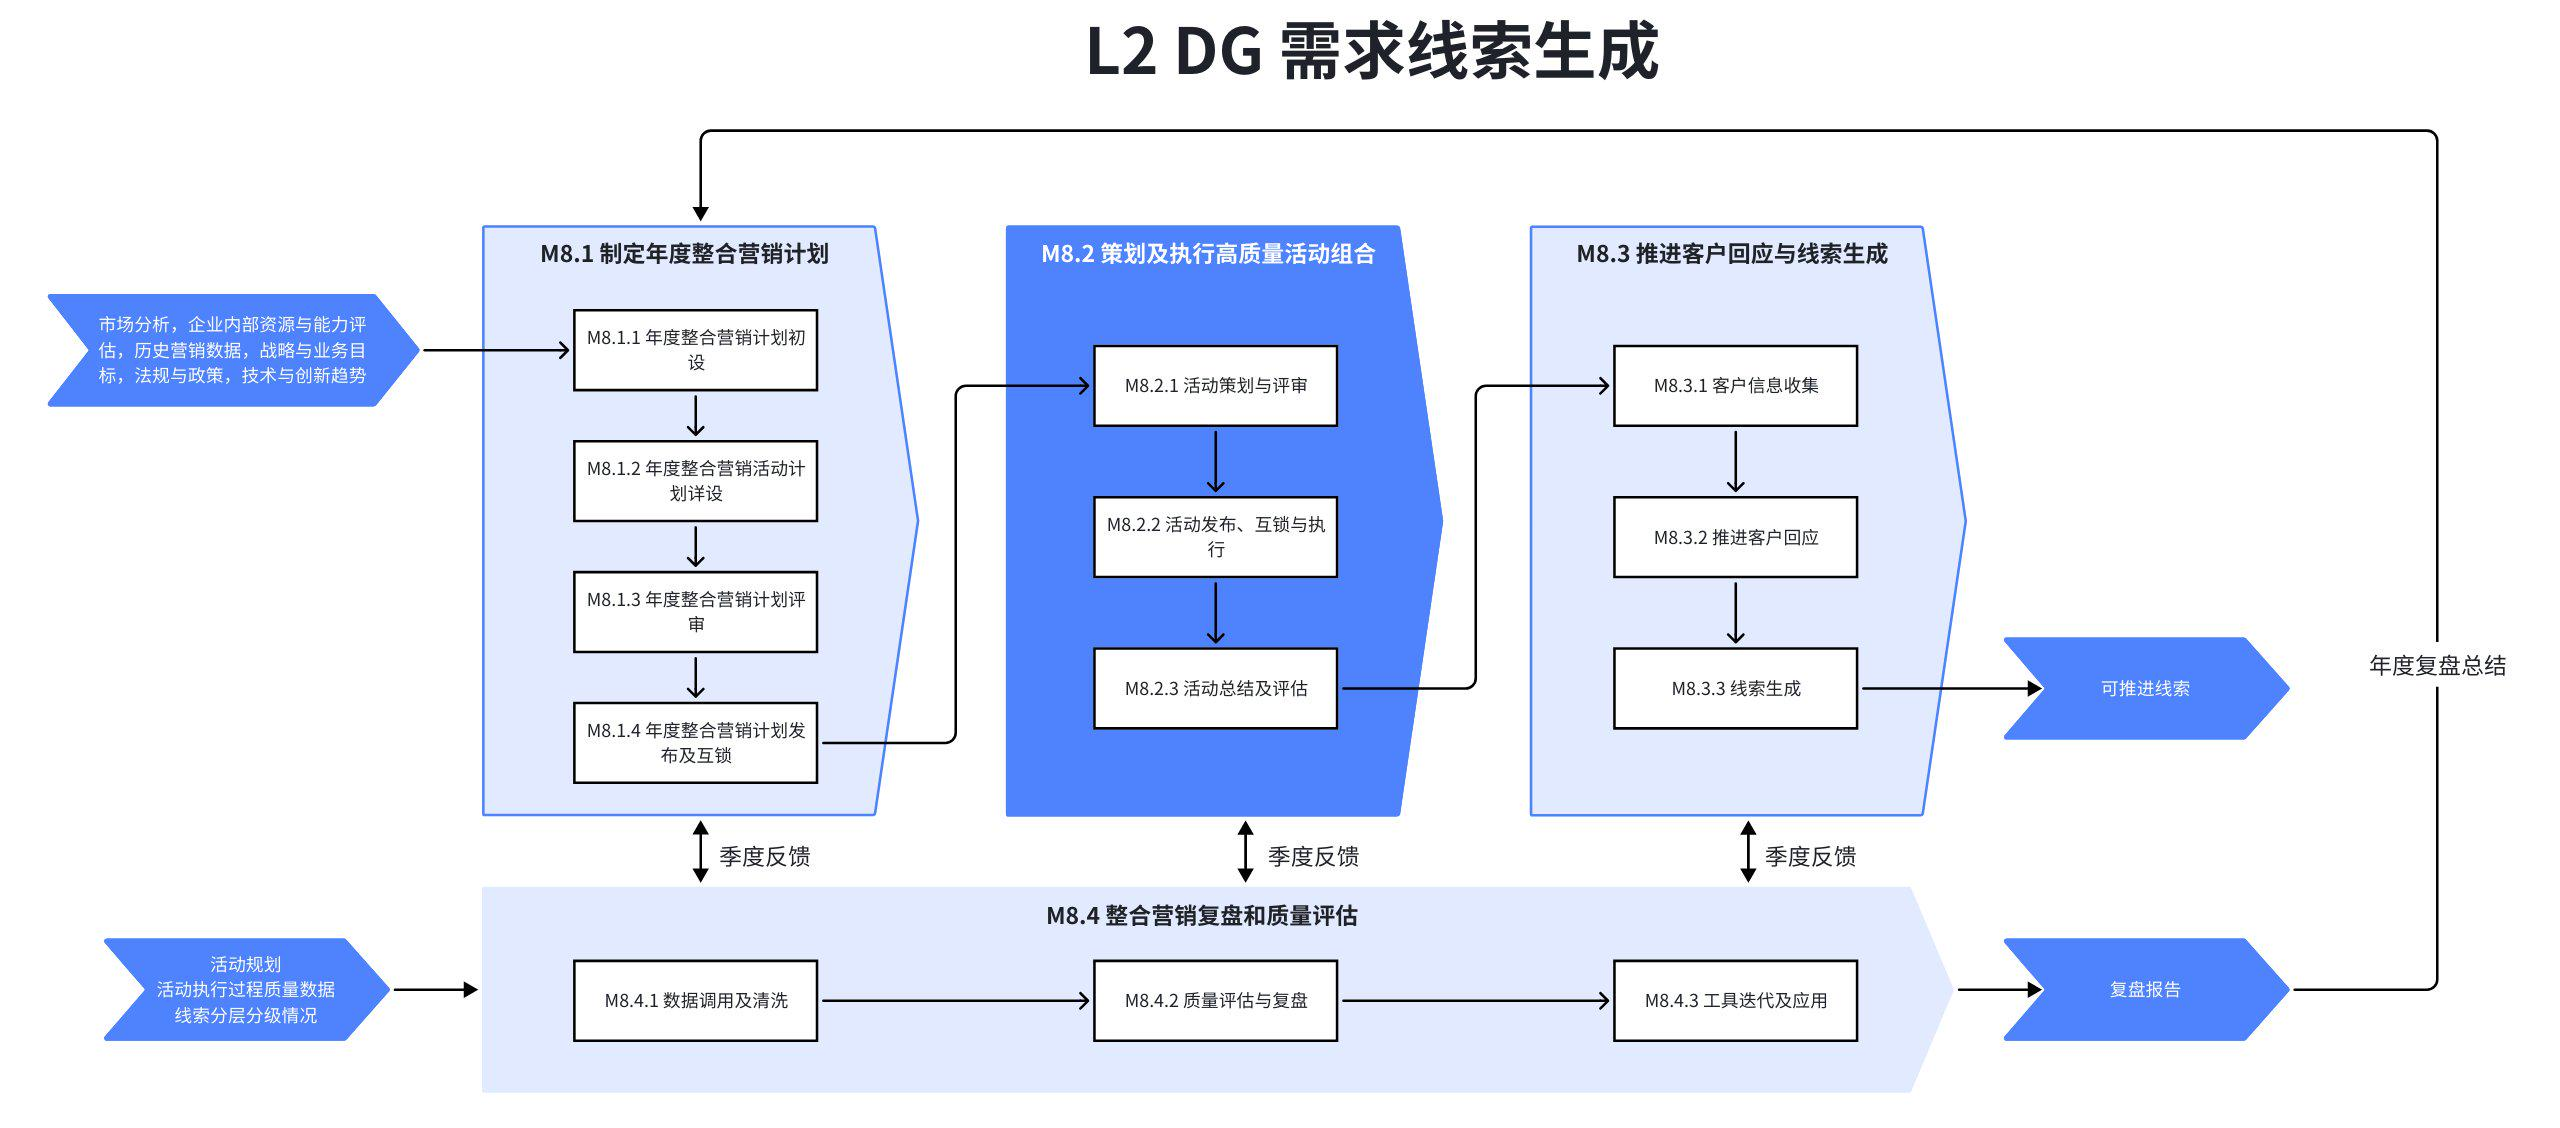 L2 DG 需求线索生成
市场分析，企业内部资源与能力评
估，历史营销数据，战略与业务目
标，法规与政策，技术与创新趋势
M8.1 制定年度整合营销计划
M8.1.1 年度整合营销计划初
设
M8.1.2 年度整合营销活动计
划详设
M8.1.3 年度整合营销计划评
审
M8.1.4 年度整合营销计划发
布及互锁
M8.2 策划及执行高质量活动组合
M8.2.1 活动策划与评审
M8.2.2 活动发布、互锁与执
行
M8.2.3 活动总结及评估
M8.3 推进客户回应与线索生成
M8.3.1 客户信息收集
M8.3.2 推进客户回应
M8.3.3 线索生成
可推进线索
年度复盘总结
季度反馈
季度反馈
季度反馈
活动规划
活动执行过程质量数据
线索分层分级情况
M8.4 整合营销复盘和质量评估
M8.4.1 数据调用及清洗
M8.4.2 质量评估与复盘
M8.4.3 工具迭代及应用
复盘报告